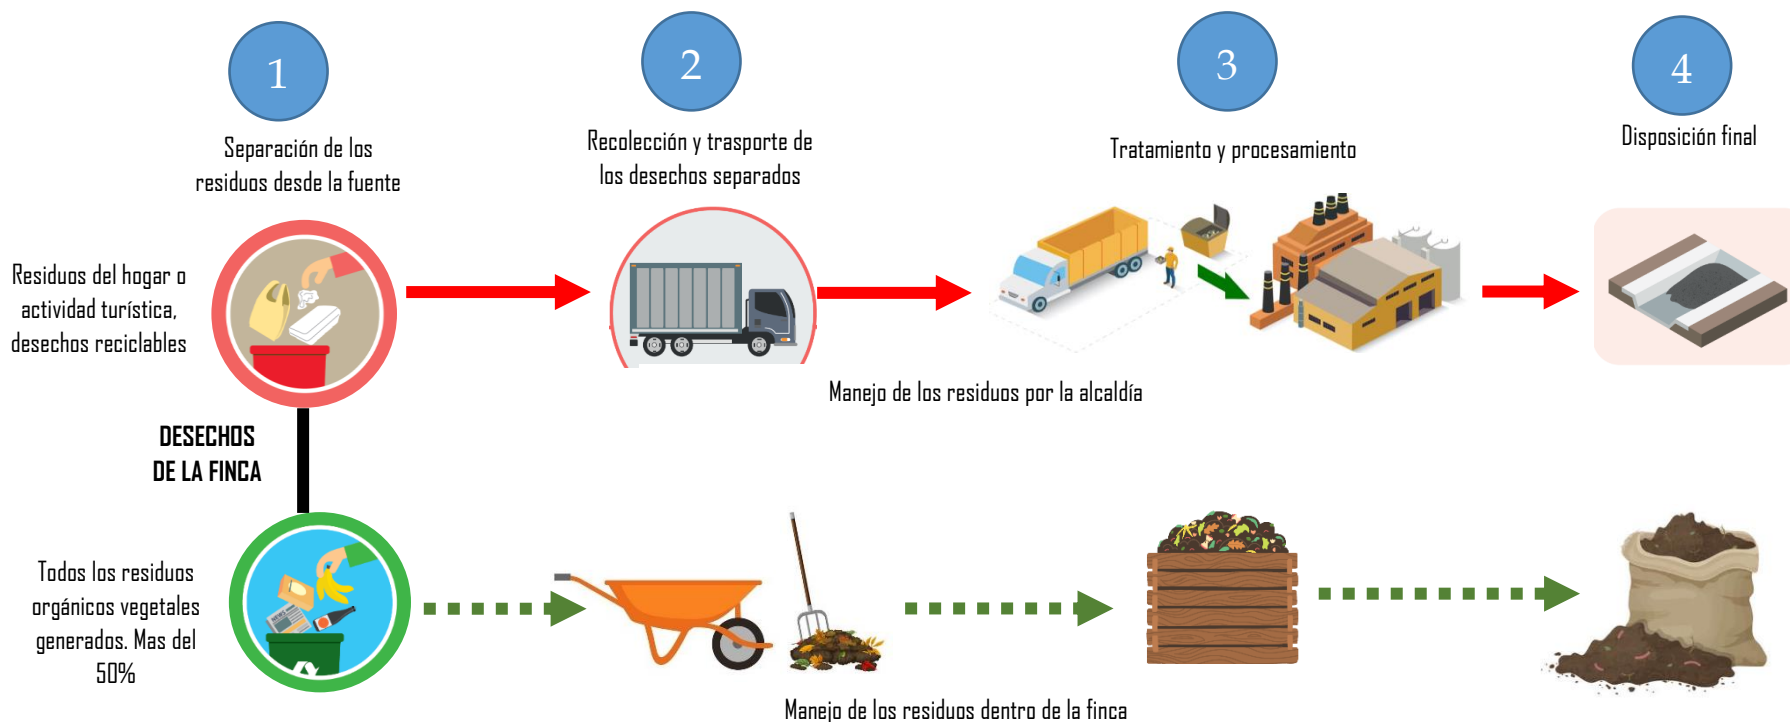 1
2
3
4
Separación de los
residuos desde la fuente
Recolección y trasporte de
los desechos separados
Tratamiento y procesamiento
Disposición final
Residuos del hogar o
actividad turística,
desechos reciclables
Manejo de los residuos por la alcaldía
DESECHOS
DE LA FINCA
Todos los residuos
orgánicos vegetales
generados. Mas del
50%
Manejo de los residuos dentro de la finca